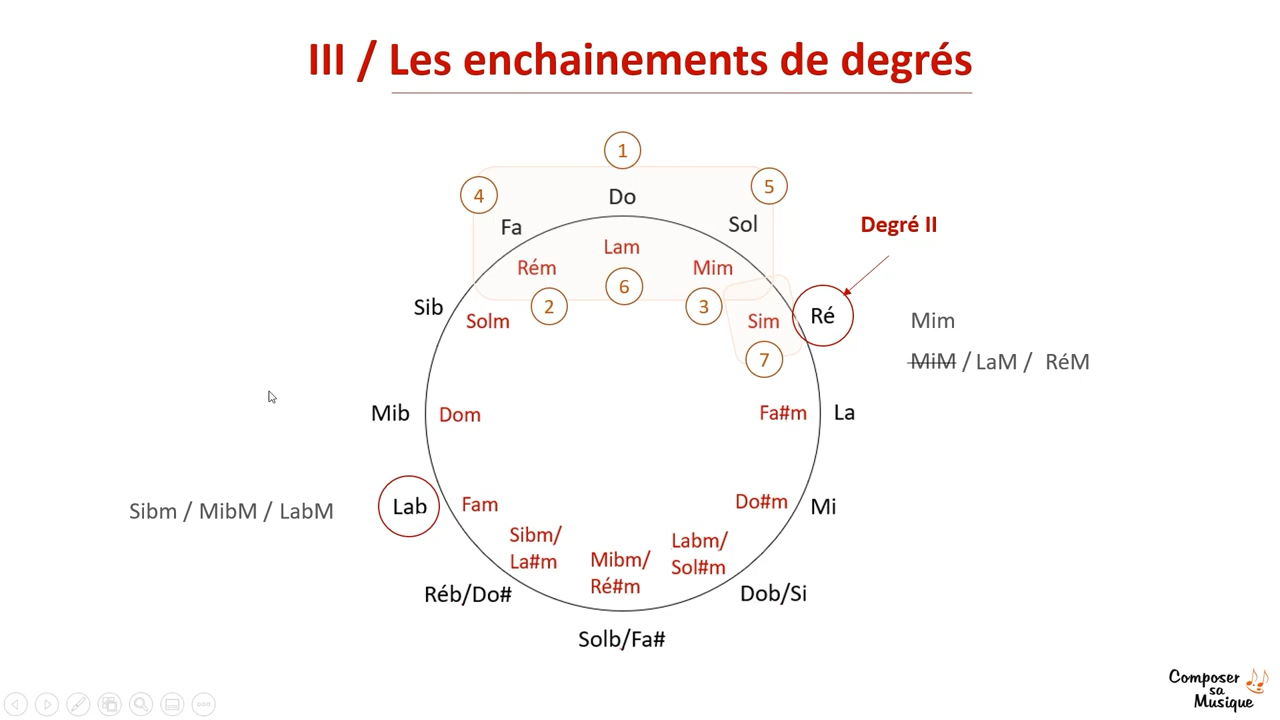 III / Les enchainements de degrés
1
4
5
Do
Fa
Sol
Degré II
Lam
Rém
Mim
6
2
3
Sib
Solm
Sim
Ré
Mim
7
MiM / LaM / RéM
Mib
Dom
Fa#m
La
Lab
Fam
Do#m
Mi
Sibm / MibM / LabM
Sibm/
La#m
Mibm/
Ré#m
Labm/
Sol#m
Réb/Do#
Dob/Si
Solb/Fa#
Composer
sa
Musique